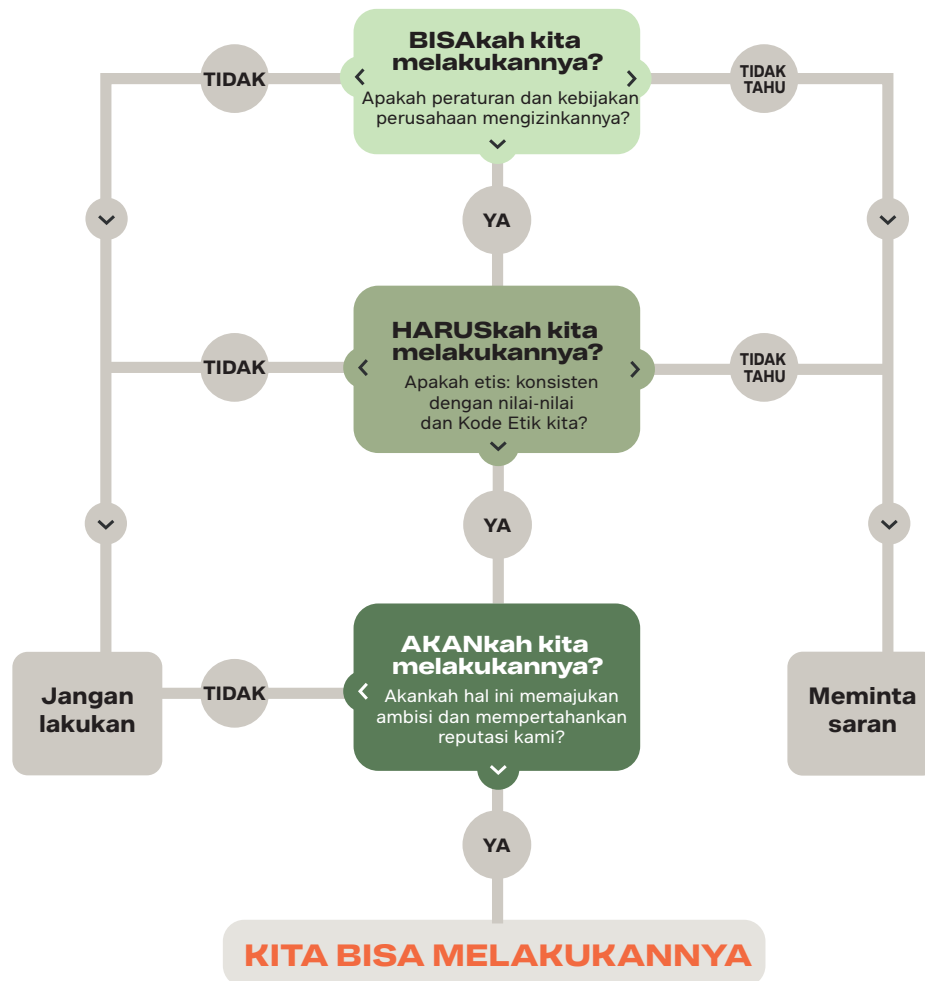 BISAkah kita
melakukannya?
Apakah peraturan dan kebijakan
perusahaan mengizinkannya?
TIDAK
TIDAK
TAHU
YA
HARUSkah kita
melakukannya?
Apakah etis: konsisten
dengan nilai-nilai
dan Kode Etik kita?
TIDAK
TIDAK
TAHU
YA
AKANkah kita
melakukannya?
Akankah hal ini memajukan
ambisi dan mempertahankan
reputasi kami?
Jangan
lakukan
TIDAK
Meminta
saran
YA
KITA BISA MELAKUKANNYA